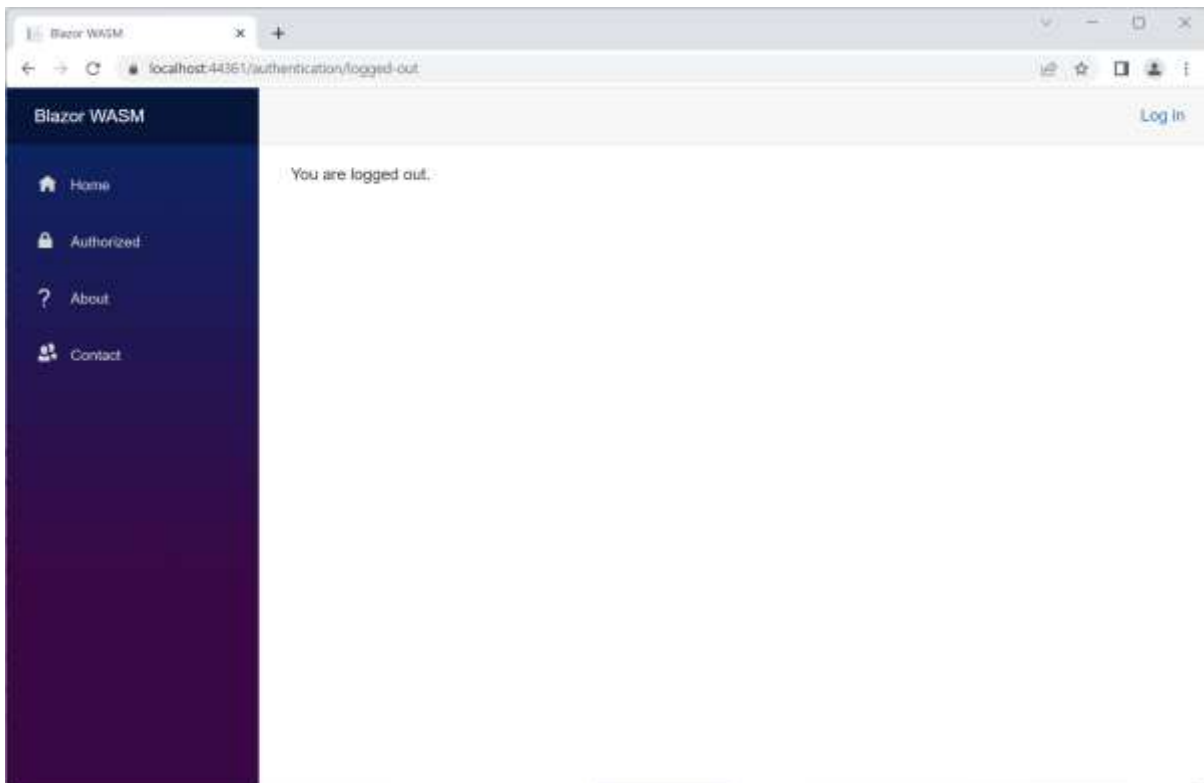 Blazor WASM
localhost:44361/authentication/logged-out
Blazor WASM
Log in
Home
You are logged out.
Authorized
About
Contact